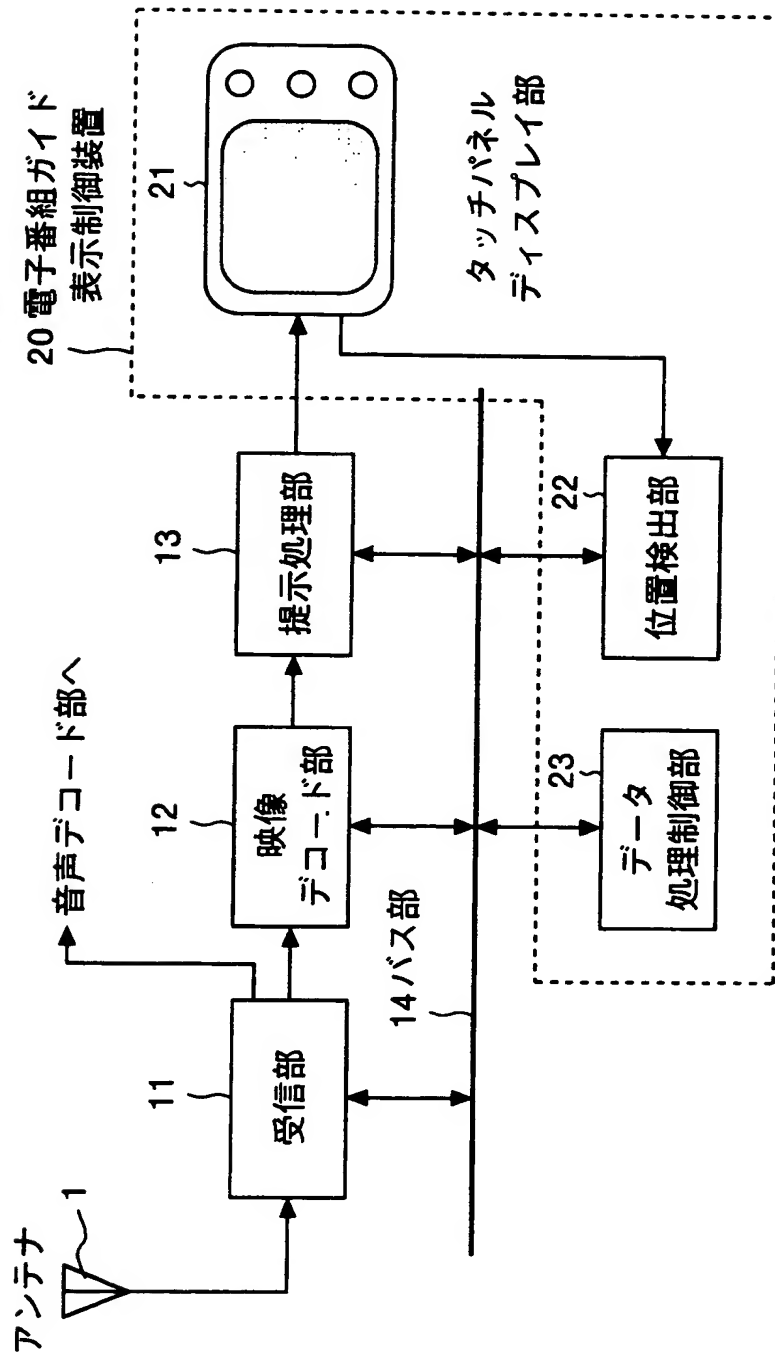 アンテナ
1
11
受信部
音声デコード部へ
12
映像
デコード部
13
提示処理部
14 バス部
20 電子番組ガイド
表示制御装置
21
タッチパネル
ディスプレイ部
22
位置検出部
23
データ
処理制御部